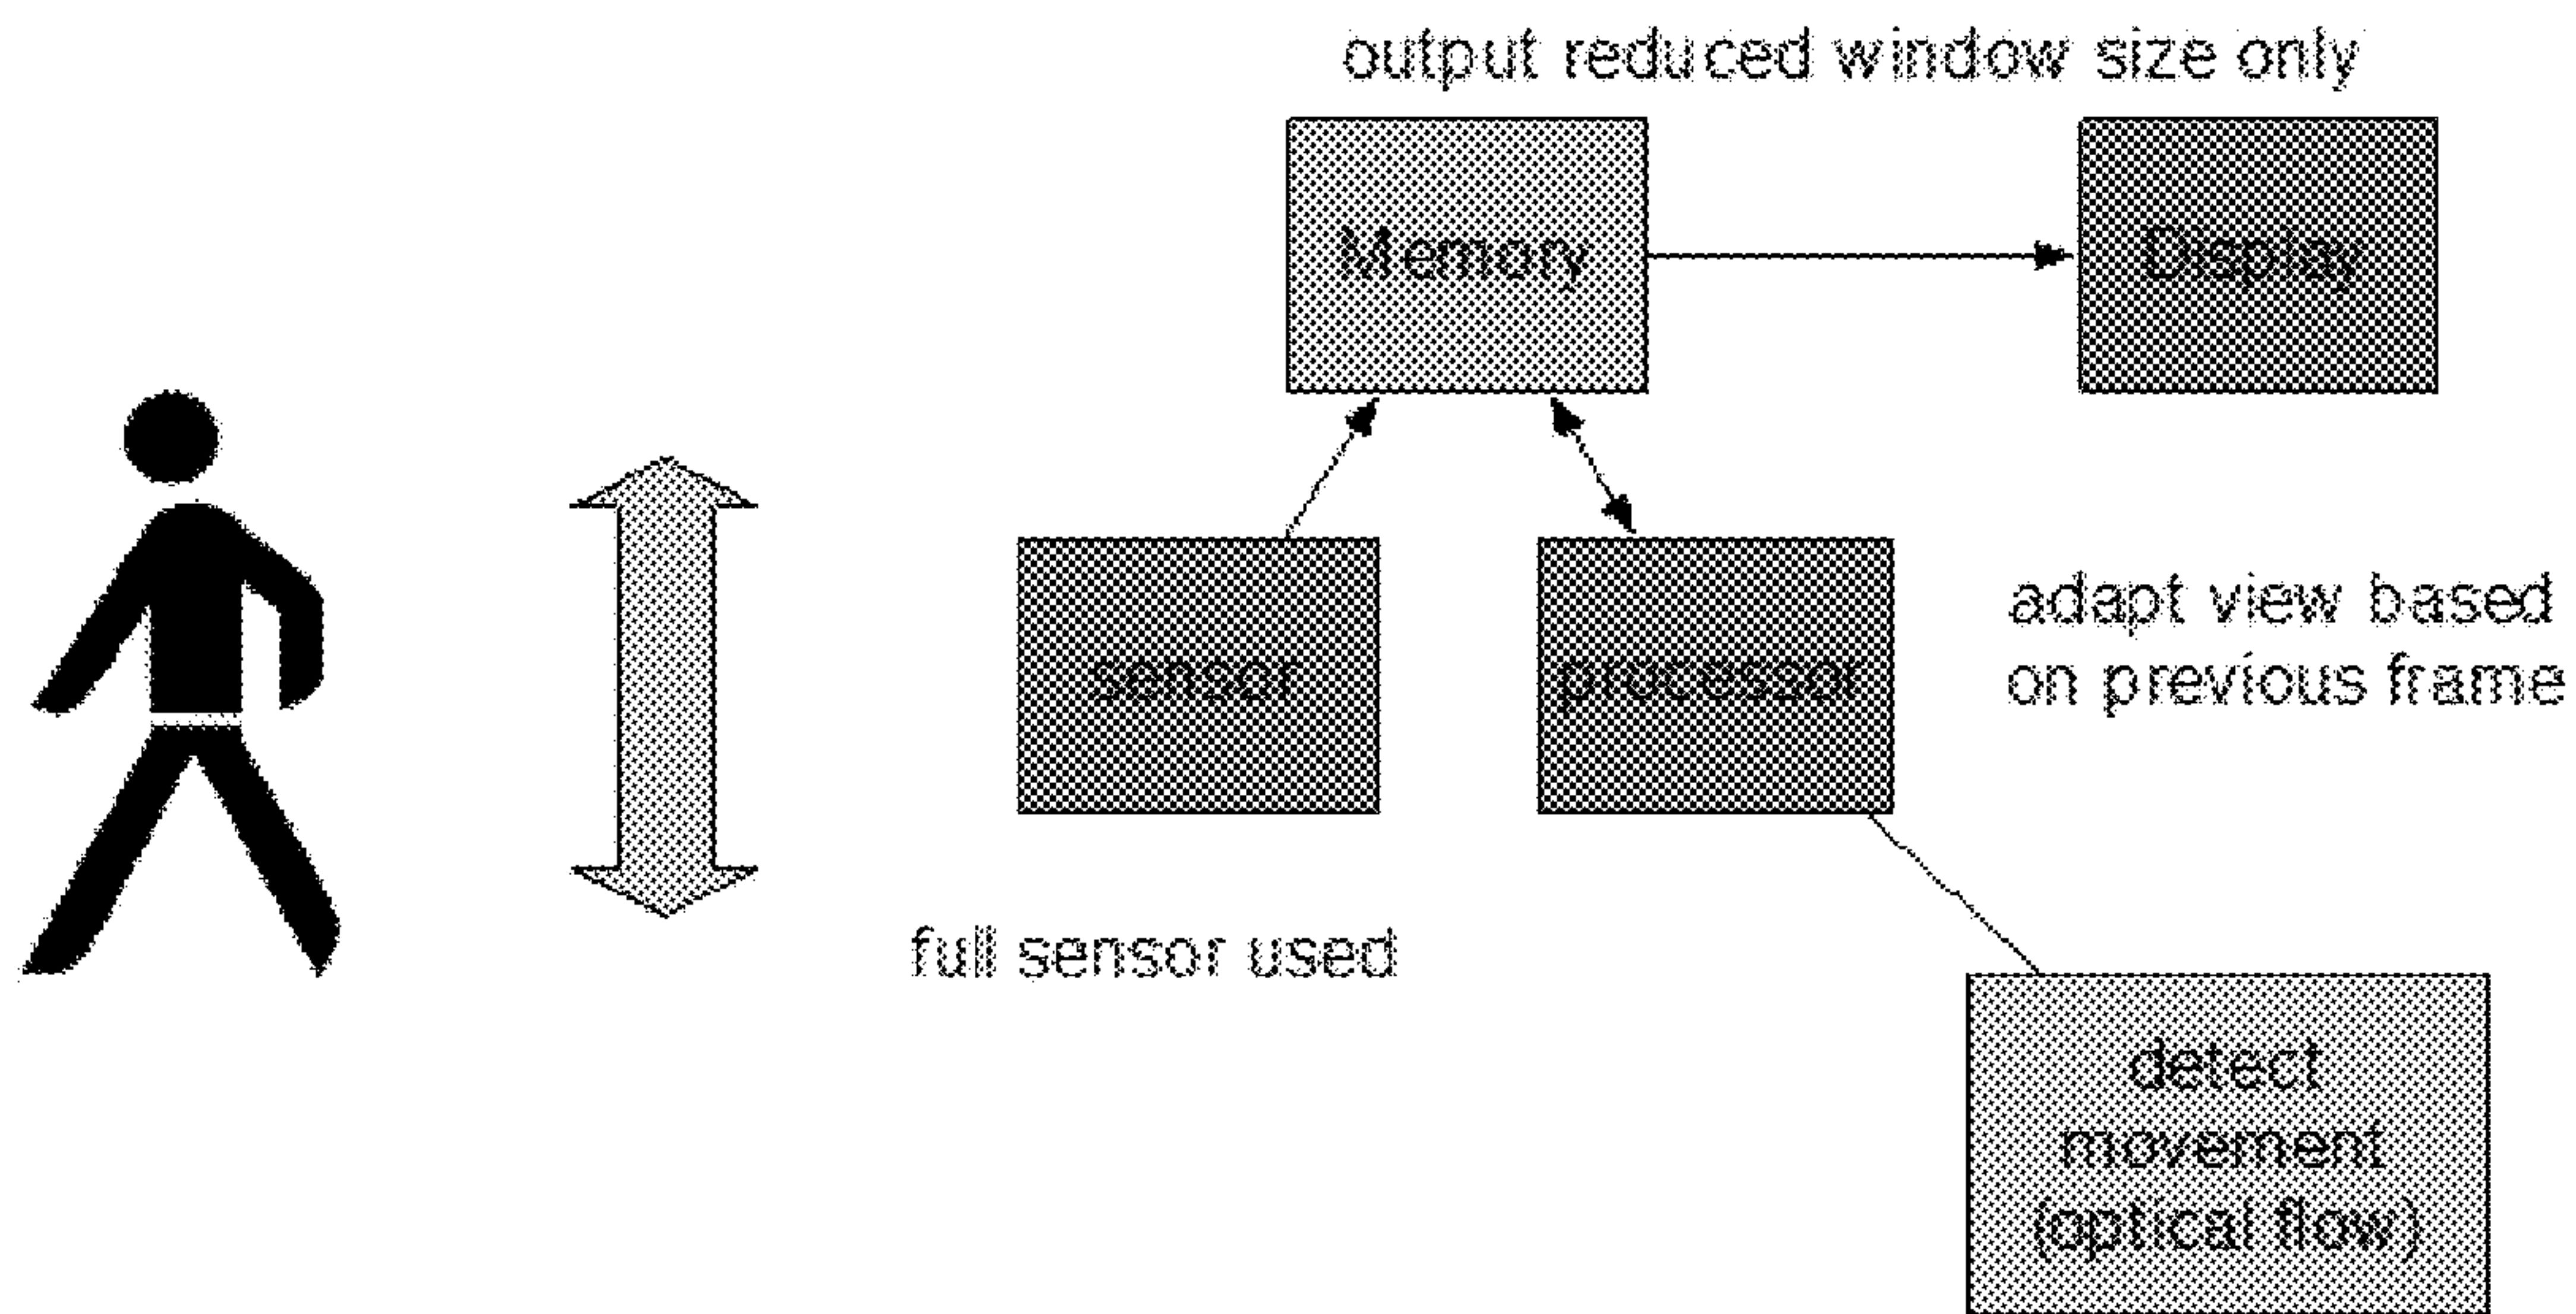 output reduced window size only
Memory
Display
sensor
processor
adapt view based
on previous frame
full sensor used
detect
movement
(optical flow)